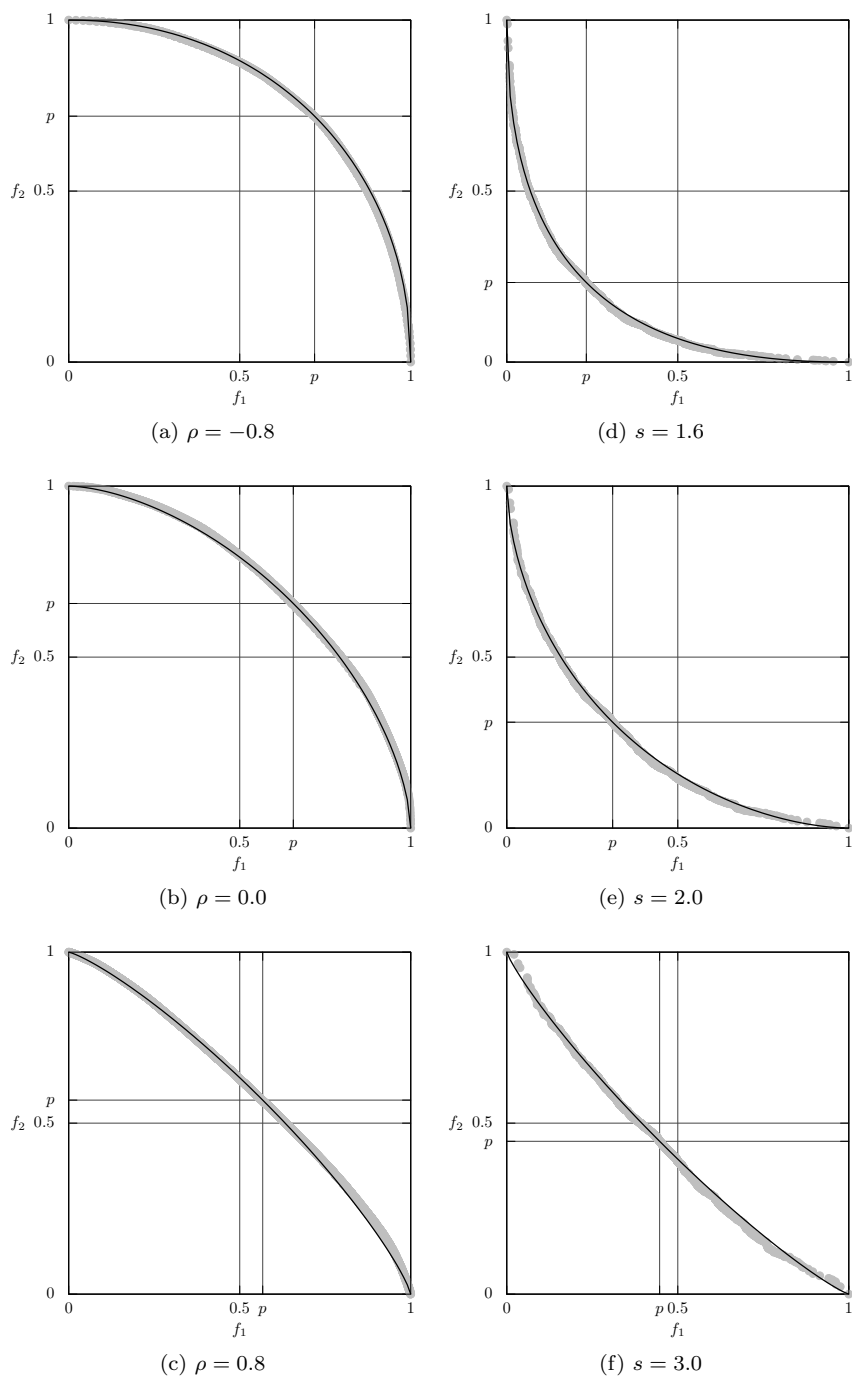 1
p
f₂ 0.5
0
0 0.5 p 1
f₁
(a) ρ = −0.8
1
f₂ 0.5
p
0
0 p 0.5 1
f₁
(d) s = 1.6
1
p
f₂ 0.5
0
0 0.5 p 1
f₁
(b) ρ = 0.0
1
f₂ 0.5
p
0
0 p 0.5 1
f₁
(e) s = 2.0
1
p
f₂ 0.5
0
0 0.5 p 1
f₁
(c) ρ = 0.8
1
f₂ 0.5
p
0
0 p 0.5 1
f₁
(f) s = 3.0